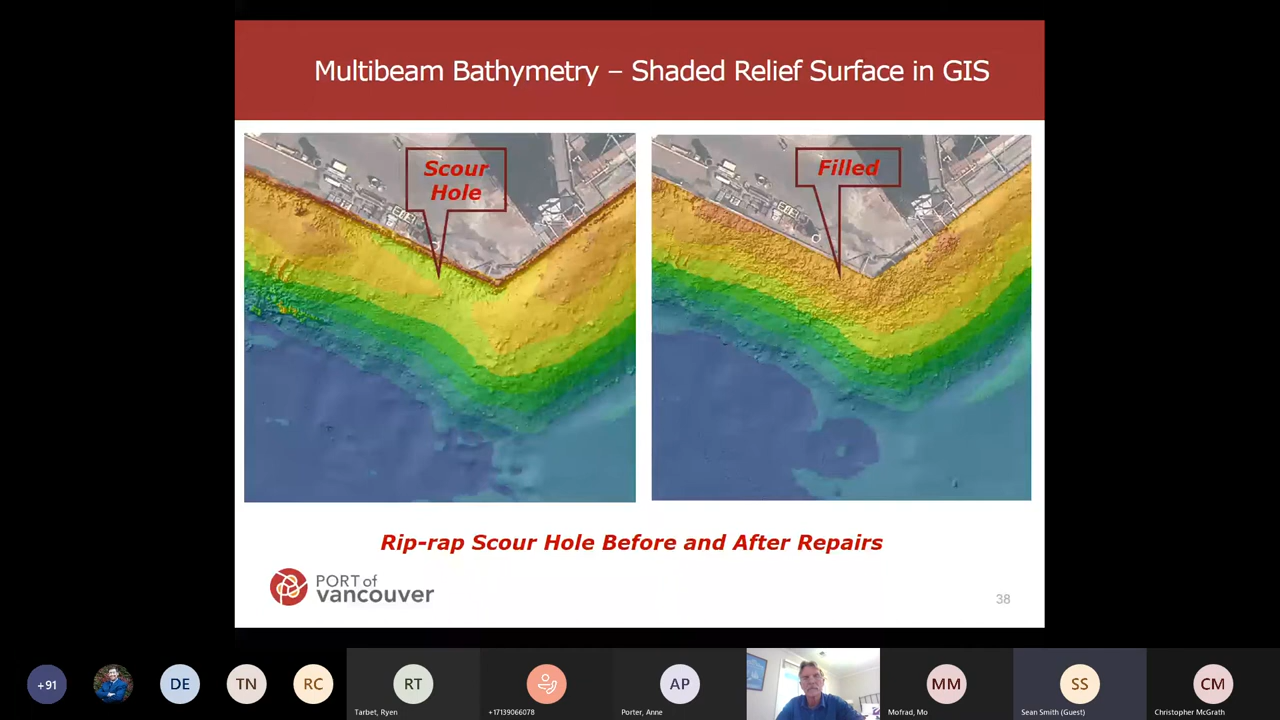 Multibeam Bathymetry – Shaded Relief Surface in GIS
Scour
Hole
Filled
Rip-rap Scour Hole Before and After Repairs
PORT of
vancouver
38
+91
DE
TN
RC
RT
Tarbet, Ryen
+17139066078
AP
Porter, Anne
MM
Mofrad, Mo
SS
Sean Smith (Guest)
CM
Christopher McGrath